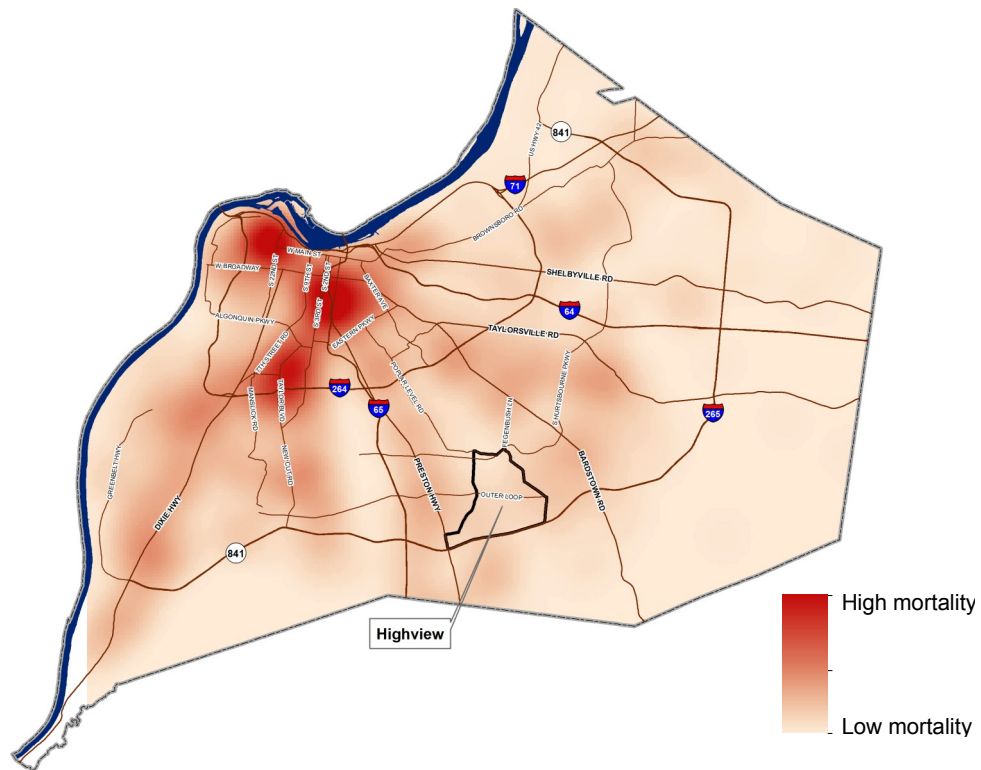 US HWY 42
841
71
BROWNSBORO RD
W MAIN ST
W BROADWAY
S 22ND ST
S 9TH ST
S 2ND ST
SHELBYVILLE RD
BAXTER AVE
S 3RD ST
64
ALGONQUIN PKWY
EASTERN PKWY
TAYLORSVILLE RD
7TH STREET RD
264
POPLAR LEVEL RD
S HURTSBOURNE PKWY
MANSLICK RD
TAYLOR BLVD
65
265
FEGENBUSH LN
GREENBELT HWY
NEW CUT RD
PRESTON HWY
BARDSTOWN RD
OUTER LOOP
DIXIE HWY
841
High mortality
Highview
Low mortality